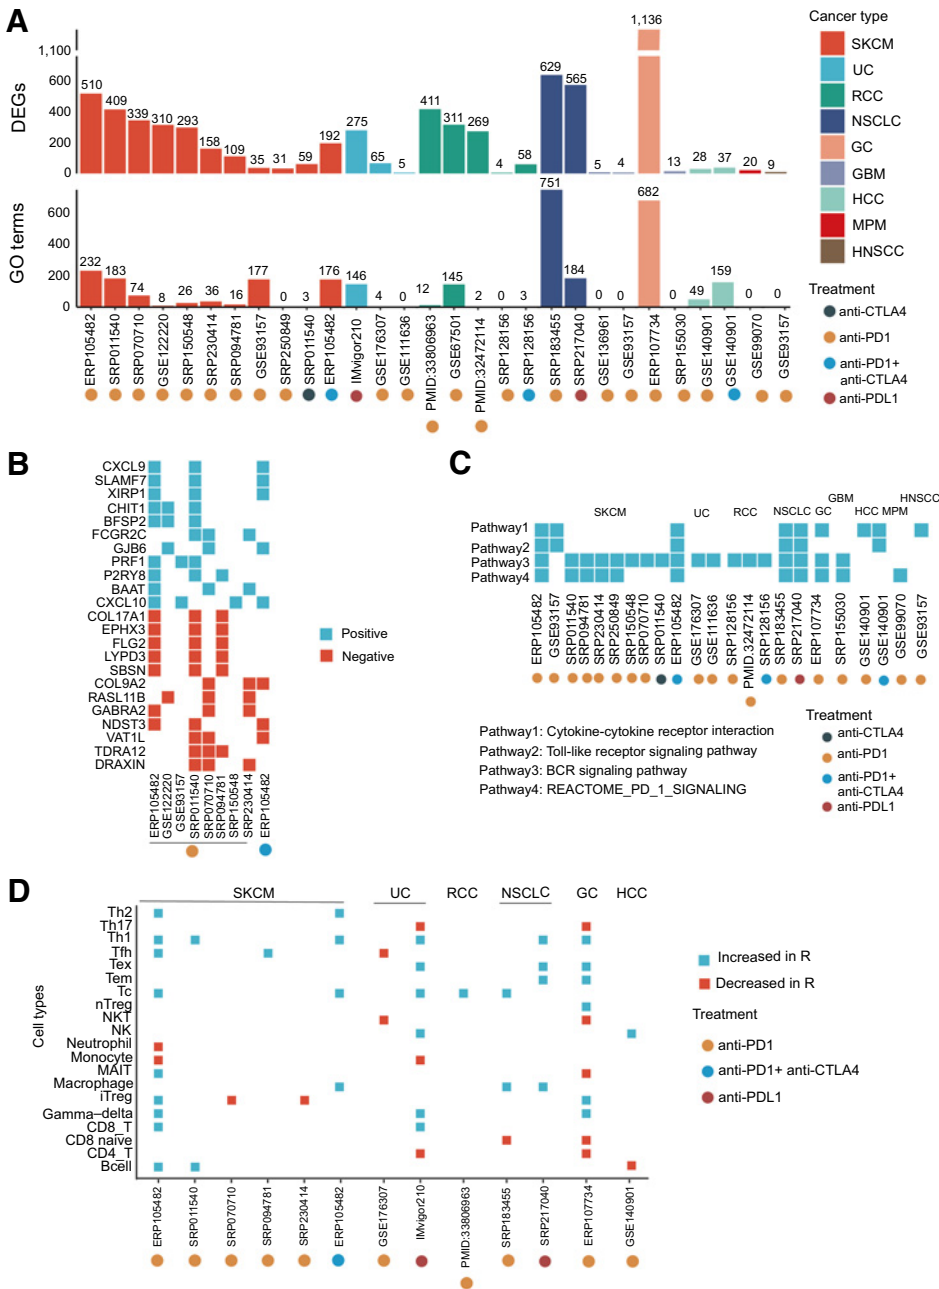 A
Cancer type
SKCM
UC
RCC
NSCLC
GC
GBM
HCC
MPM
HNSCC
Treatment
anti-CTLA4
anti-PD1
anti-PD1+
anti-CTLA4
anti-PDL1
DEGs
1,100
600
400
200
0
510
409
339
310
293
158
109
35
31
59
192
275
65
5
411
311
269
4
58
629
565
5
4
1,136
13
28
37
20
9
GO terms
600
400
200
0
232
183
74
8
26
36
16
177
0
3
176
146
4
0
12
145
2
0
3
751
184
0
0
682
0
49
159
0
0
ERP105482
SRP011540
SRP070710
GSE122220
SRP150548
SRP230414
SRP094781
GSE93157
SRP250849
SRP011540
ERP105482
IMvigor210
GSE176307
GSE111636
PMID:33806963
GSE67501
PMID:32472114
SRP128156
SRP128156
SRP183455
SRP217040
GSE136961
GSE93157
ERP107734
SRP155030
GSE140901
GSE140901
GSE99070
GSE93157
B
CXCL9
SLAMF7
XIRP1
CHIT1
BFSP2
FCGR2C
GJB6
PRF1
P2RY8
BAAT
CXCL10
COL17A1
EPHX3
FLG2
LYPD3
SBSN
COL9A2
RASL11B
GABRA2
NDST3
VAT1L
TDRA12
DRAXIN
Positive
Negative
ERP105482
GSE122220
GSE93157
SRP011540
SRP070710
SRP094781
SRP150548
SRP230414
ERP105482
C
SKCM
UC
RCC
NSCLC
GBM
GC
HCC
MPM
HNSCC
Pathway1
Pathway2
Pathway3
Pathway4
ERP105482
GSE93157
SRP011540
SRP094781
SRP230414
SRP250849
SRP150548
SRP070710
SRP011540
ERP105482
GSE176307
GSE111636
SRP128156
PMID:32472114
SRP128156
SRP183455
SRP217040
ERP107734
SRP155030
GSE140901
GSE140901
GSE99070
GSE93157
Pathway1: Cytokine-cytokine receptor interaction
Pathway2: Toll-like receptor signaling pathway
Pathway3: BCR signaling pathway
Pathway4: REACTOME_PD_1_SIGNALING
Treatment
anti-CTLA4
anti-PD1
anti-PD1+
anti-CTLA4
anti-PDL1
D
SKCM
UC
RCC
NSCLC
GC
HCC
Cell types
Th2
Th17
Th1
Tfh
Tex
Tem
Tc
nTreg
NKT
NK
Neutrophil
Monocyte
MAIT
Macrophage
iTreg
Gamma–delta
CD8_T
CD8 naïve
CD4_T
Bcell
Increased in R
Decreased in R
Treatment
anti-PD1
anti-PD1+ anti-CTLA4
anti-PDL1
ERP105482
SRP011540
SRP070710
SRP094781
SRP230414
ERP105482
GSE176307
IMvigor210
PMID:33806963
SRP183455
SRP217040
ERP107734
GSE140901